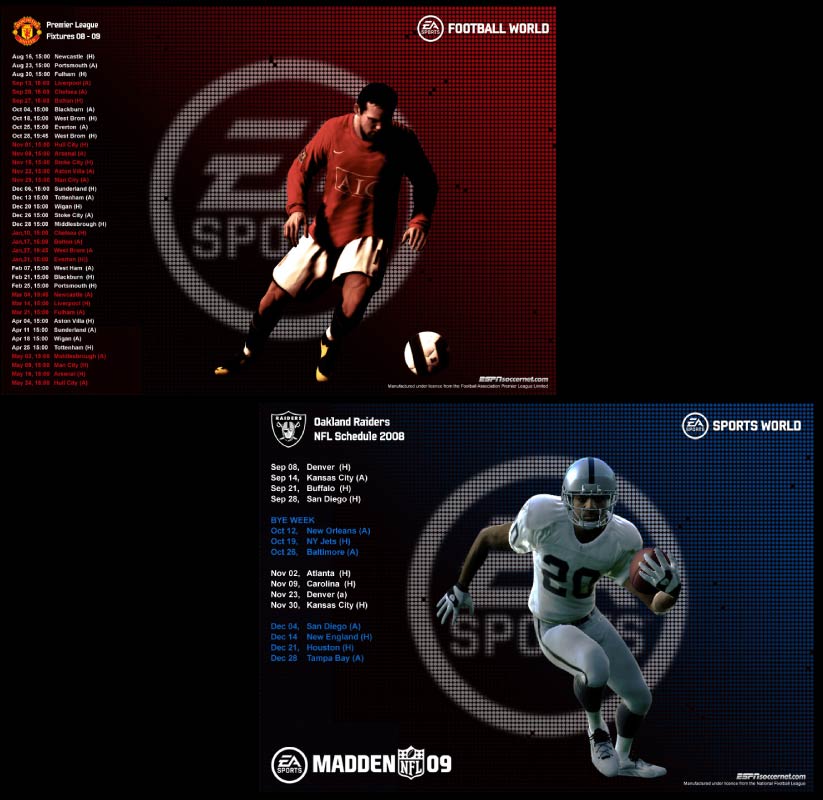 Premier League
Fixtures 08 - 09
EA SPORTS FOOTBALL WORLD
Aug 16, 15:00 Newcastle (H)
Aug 23, 15:00 Portsmouth (A)
Aug 30, 15:00 Fulham (H)
Sep 13, 15:00 Liverpool (A)
Sep 20, 15:00 Chelsea (A)
Sep 27, 15:00 Bolton (H)
Oct 04, 15:00 Blackburn (A)
Oct 18, 15:00 West Brom (H)
Oct 25, 15:00 Everton (A)
Oct 28, 19:45 West Brom (H)
Nov 01, 15:00 Hull City (H)
Nov 08, 15:00 Arsenal (A)
Nov 15, 15:00 Stoke City (H)
Nov 22, 15:00 Aston Villa (A)
Nov 29, 15:00 Man City (A)
Dec 06, 15:00 Sunderland (H)
Dec 13 15:00 Tottenham (A)
Dec 20 15:00 Wigan (H)
Dec 26 15:00 Stoke City (A)
Dec 28 15:00 Middlesbrough (H)
Jan,10, 15:00 Chelsea (H)
Jan,17, 15:00 Bolton (A)
Jan,27, 19:45 West Brom (A
Jan,31, 15:00 Everton (H)
Feb 07, 15:00 West Ham (A)
Feb 21, 15:00 Blackburn (H)
Feb 25, 15:00 Portsmouth (H)
Mar 04, 19:45 Newcastle (A)
Mar 14, 15:00 Liverpool (H)
Mar 21, 15:00 Fulham (A)
Apr 04, 15:00 Aston Villa (H)
Apr 11 15:00 Sunderland (A)
Apr 18 15:00 Wigan (A)
Apr 25 15:00 Tottenham (H)
May 02, 15:00 Middlesbrough (A)
May 09, 15:00 Man City (H)
May 16, 15:00 Arsenal (H)
May 24, 15:00 Hull City (A)
EA
SPORTS
AIG
ESPNsoccernet.com
Manufactured under licence from the Football Association Premier League Limited
RAIDERS
Oakland Raiders
NFL Schedule 2008
EA SPORTS SPORTS WORLD
Sep 08, Denver (H)
Sep 14, Kansas City (A)
Sep 21, Buffalo (H)
Sep 28, San Diego (H)
BYE WEEK
Oct 12, New Orleans (A)
Oct 19, NY Jets (H)
Oct 26, Baltimore (A)
Nov 02, Atlanta (H)
Nov 09, Carolina (H)
Nov 23, Denver (a)
Nov 30, Kansas City (H)
Dec 04, San Diego (A)
Dec 14 New England (H)
Dec 21, Houston (H)
Dec 28 Tampa Bay (A)
20
EA
SPORTS
EA SPORTS MADDEN NFL 09
ESPNsoccernet.com
Manufactured under licence from the National Football League